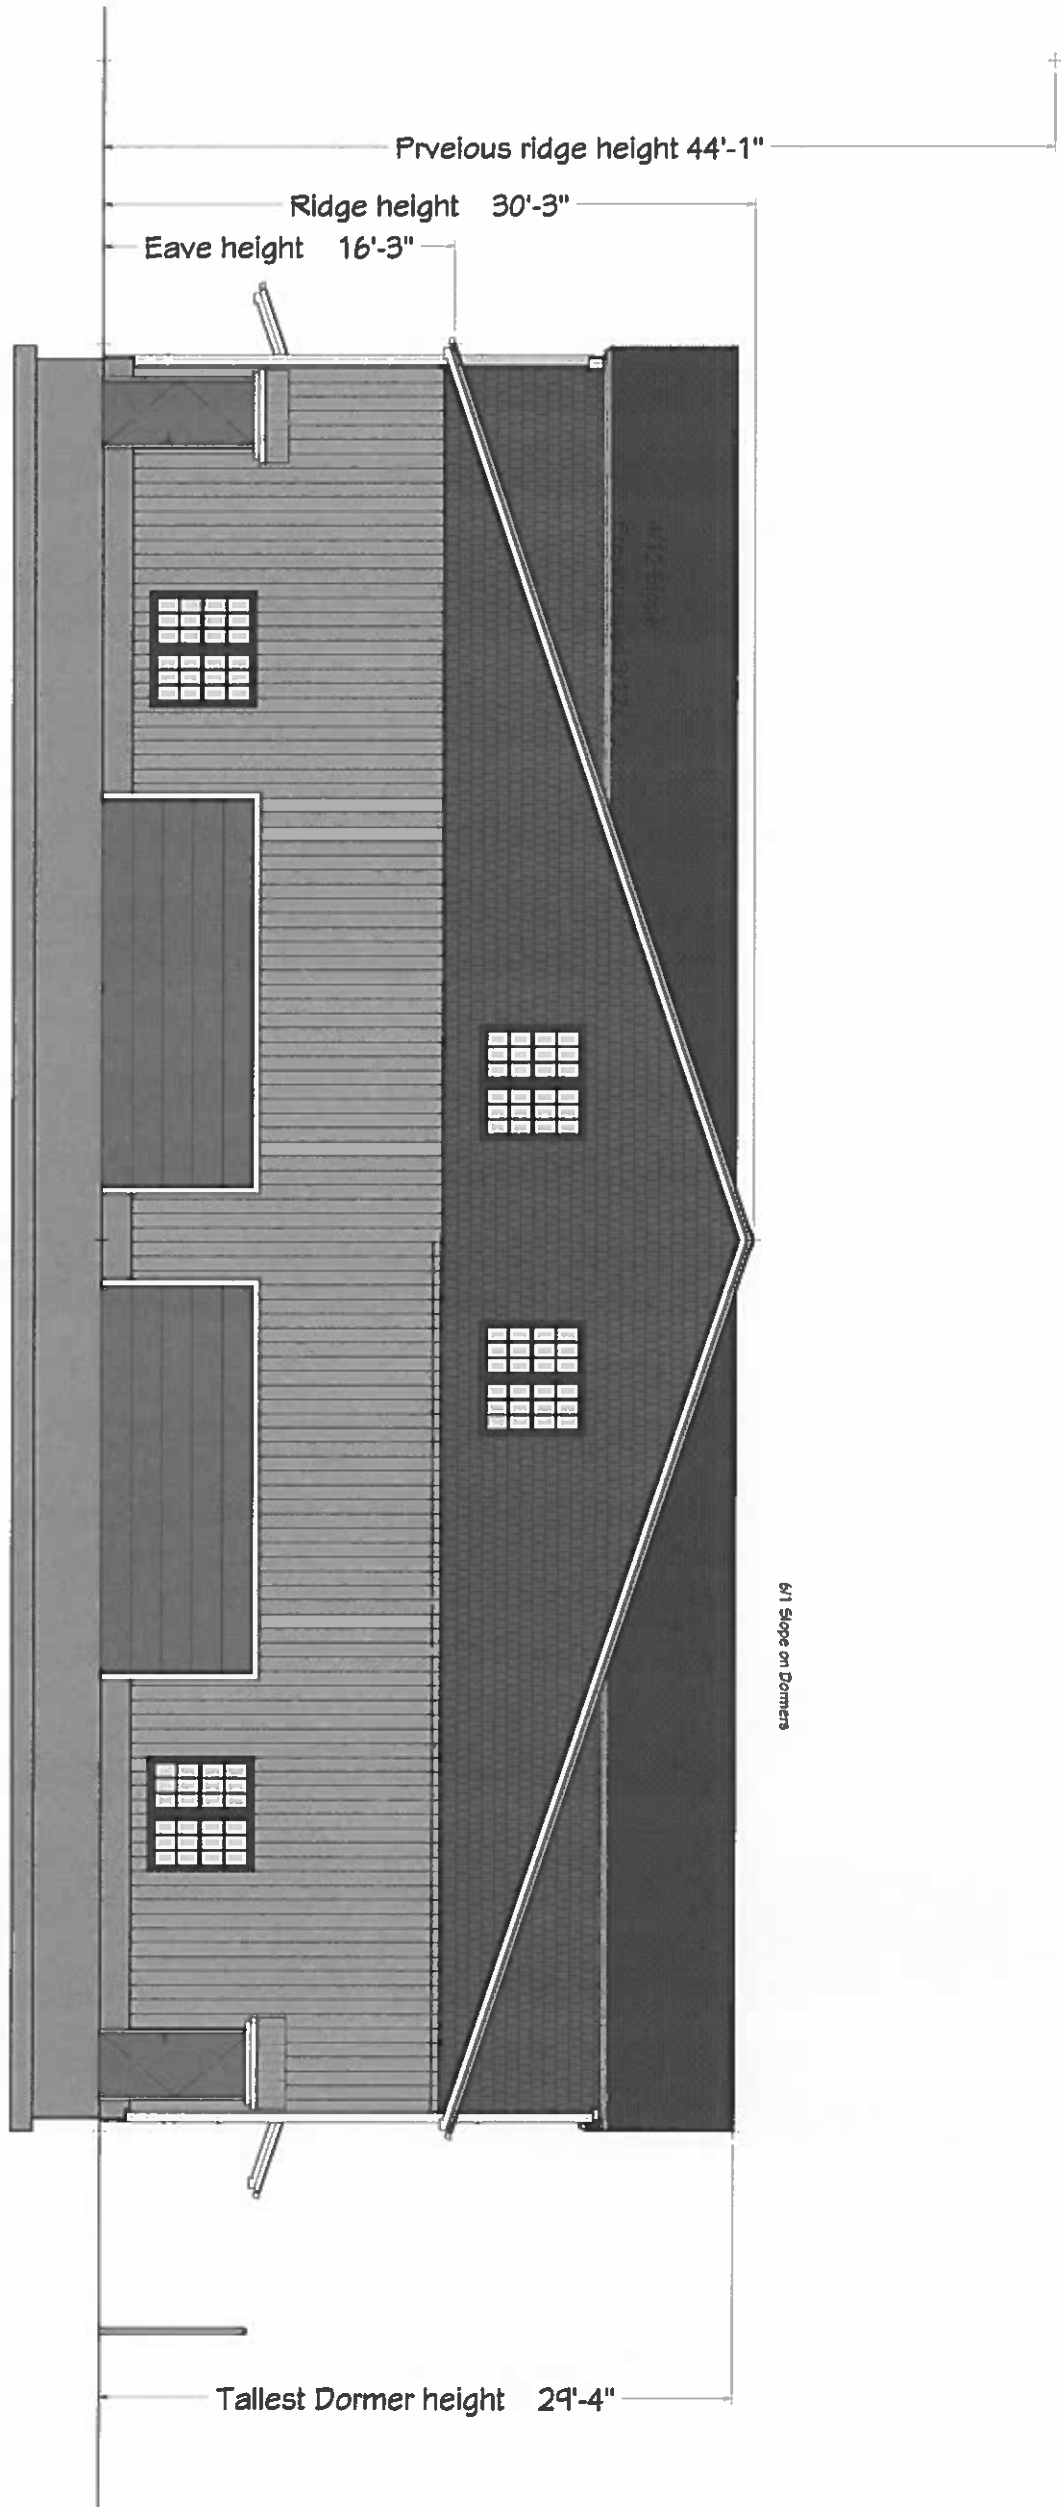 Prveious ridge height 44'-1"
Ridge height 30'-3"
Eave height 16'-3"
6/1 Slope on Dormers
Tallest Dormer height 29'-4"